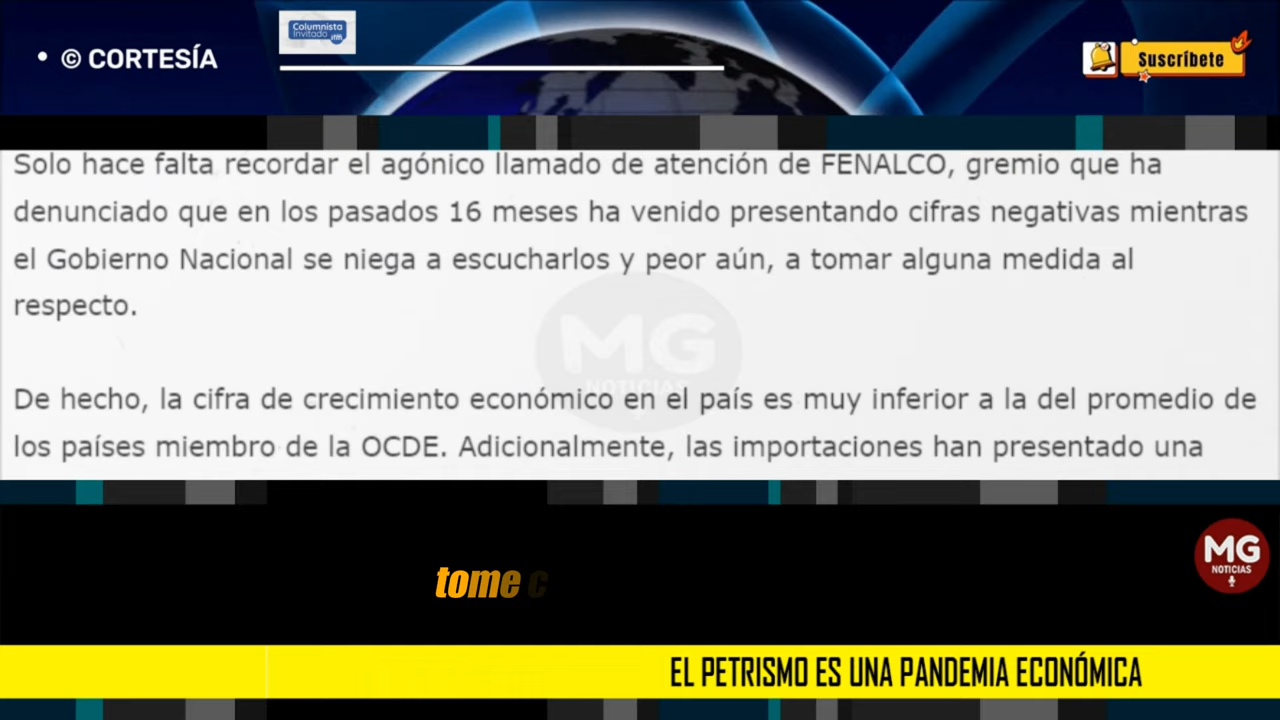 • © CORTESÍA
Columnista
Invitado
Suscríbete
Solo hace falta recordar el agónico llamado de atención de FENALCO, gremio que ha
denunciado que en los pasados 16 meses ha venido presentando cifras negativas mientras
el Gobierno Nacional se niega a escucharlos y peor aún, a tomar alguna medida al
respecto.
MG
NOTICIAS
De hecho, la cifra de crecimiento económico en el país es muy inferior a la del promedio de
los países miembro de la OCDE. Adicionalmente, las importaciones han presentado una
MG
NOTICIAS
tome c
EL PETRISMO ES UNA PANDEMIA ECONÓMICA